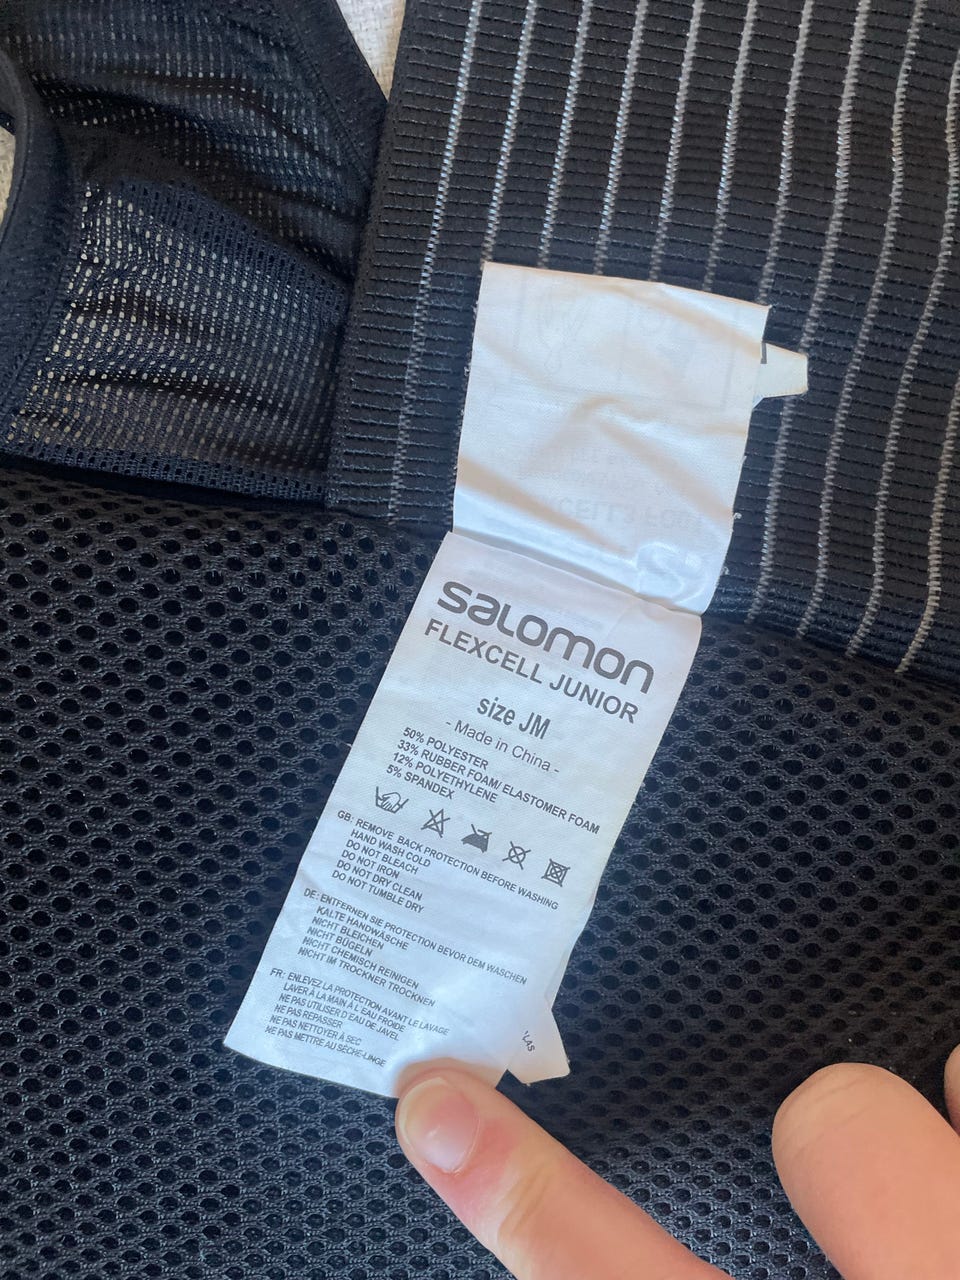 salomon
FLEXCELL JUNIOR
size JM
- Made in China -
50% POLYESTER
33% RUBBER FOAM/ ELASTOMER FOAM
12% POLYETHYLENE
5% SPANDEX
GB: REMOVE BACK PROTECTION BEFORE WASHING
HAND WASH COLD
DO NOT BLEACH
DO NOT IRON
DO NOT DRY CLEAN
DO NOT TUMBLE DRY
DE: ENTFERNEN SIE PROTECTION BEVOR DEM WASCHEN
KALTE HANDWÄSCHE
NICHT BLEICHEN
NICHT BÜGELN
NICHT CHEMISCH REINIGEN
NICHT IM TROCKNER TROCKNEN
FR: ENLEVEZ LA PROTECTION AVANT LE LAVAGE
LAVER À LA MAIN À L'EAU FROIDE
NE PAS UTILISER D'EAU DE JAVEL
NE PAS REPASSER
NE PAS NETTOYER À SEC
NE PAS METTRE AU SÈCHE-LINGE